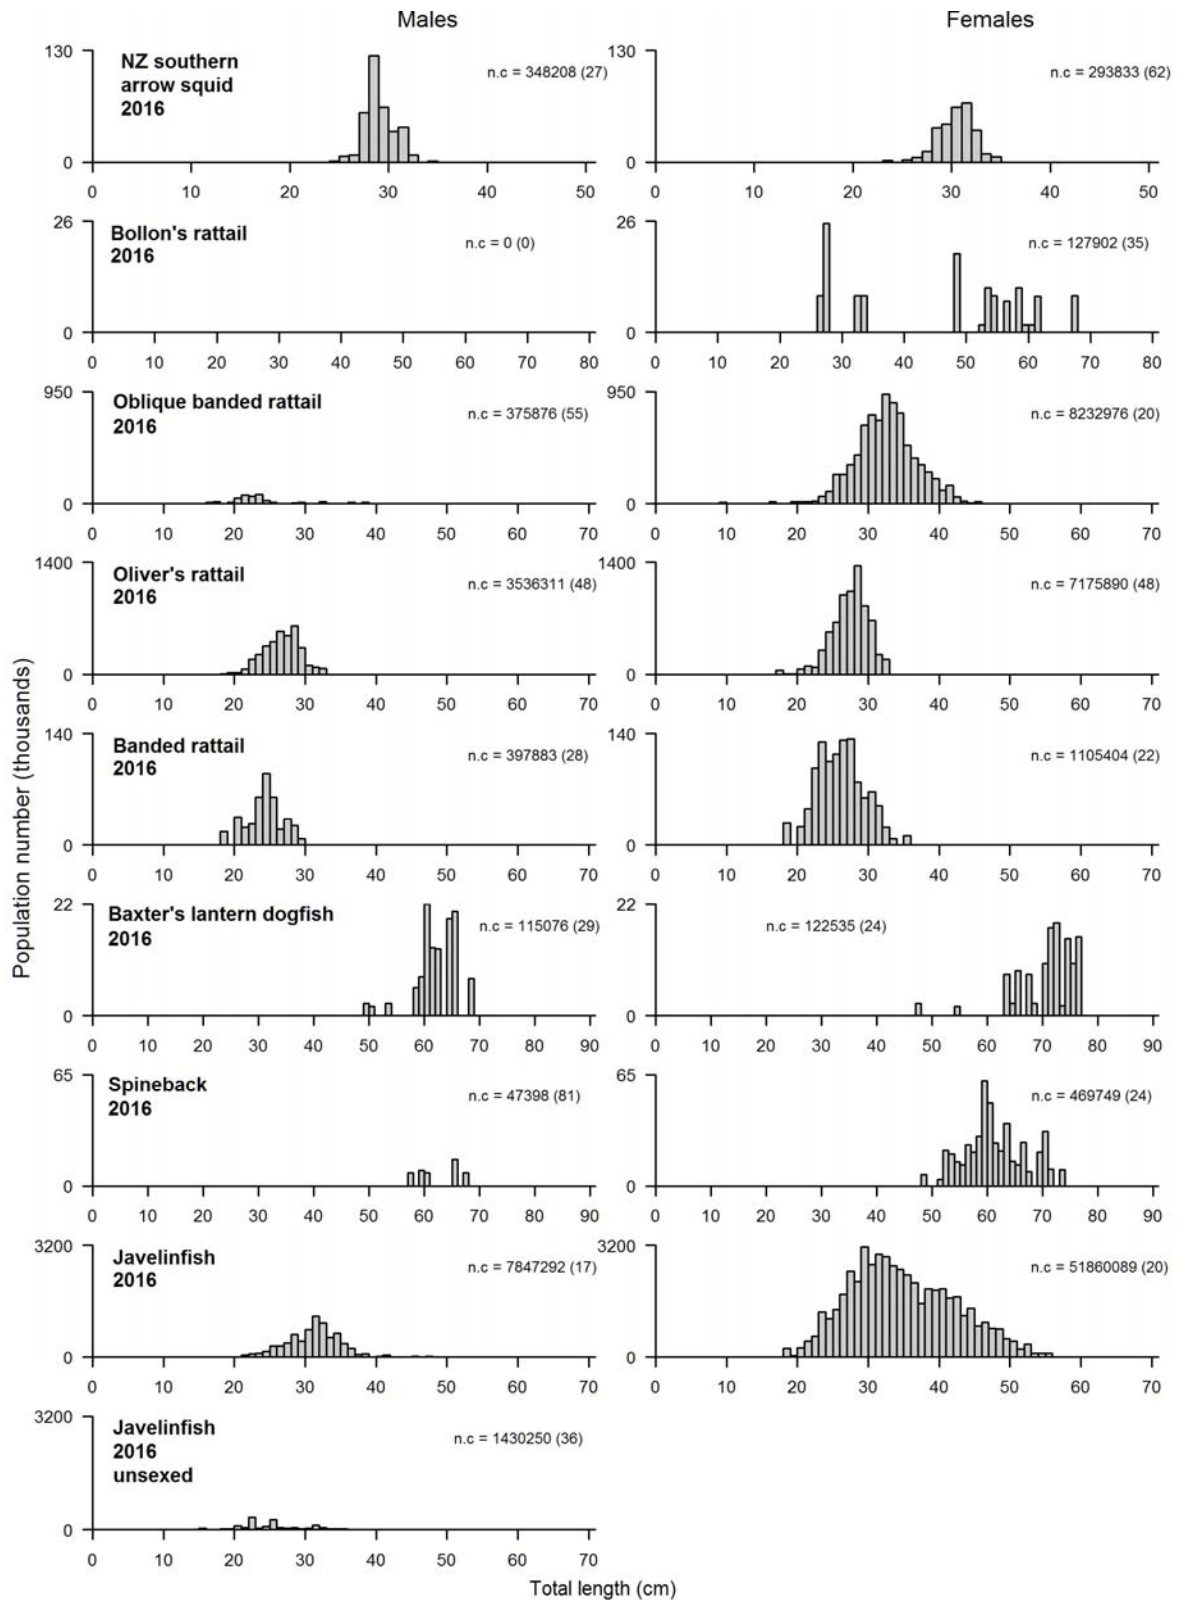 Males Females
130 NZ southern n.c = 348208 (27) 130 n.c = 293833 (62)
arrow squid
2016
0 0
0 10 20 30 40 50 0 10 20 30 40 50
26 Bollon's rattail n.c = 0 (0) 26 n.c = 127902 (35)
2016
0 0
0 10 20 30 40 50 60 70 80 0 10 20 30 40 50 60 70 80
950 Oblique banded rattail n.c = 375876 (55) 950 n.c = 8232976 (20)
2016
0 0
0 10 20 30 40 50 60 70 0 10 20 30 40 50 60 70
1400 Oliver's rattail n.c = 3536311 (48) 1400 n.c = 7175890 (48)
2016
0 0
0 10 20 30 40 50 60 70 0 10 20 30 40 50 60 70
140 Banded rattail n.c = 397883 (28) 140 n.c = 1105404 (22)
2016
0 0
0 10 20 30 40 50 60 70 0 10 20 30 40 50 60 70
22 Baxter's lantern dogfish n.c = 115076 (29) 22 n.c = 122535 (24)
2016
0 0
0 10 20 30 40 50 60 70 80 90 0 10 20 30 40 50 60 70 80 90
65 Spineback n.c = 47398 (81) 65 n.c = 469749 (24)
2016
0 0
0 10 20 30 40 50 60 70 80 90 0 10 20 30 40 50 60 70 80 90
3200 Javelinfish n.c = 7847292 (17) 3200 n.c = 51860089 (20)
2016
0 0
0 10 20 30 40 50 60 70 0 10 20 30 40 50 60 70
3200 Javelinfish n.c = 1430250 (36)
2016
unsexed
0
0 10 20 30 40 50 60 70
Population number (thousands)
Total length (cm)